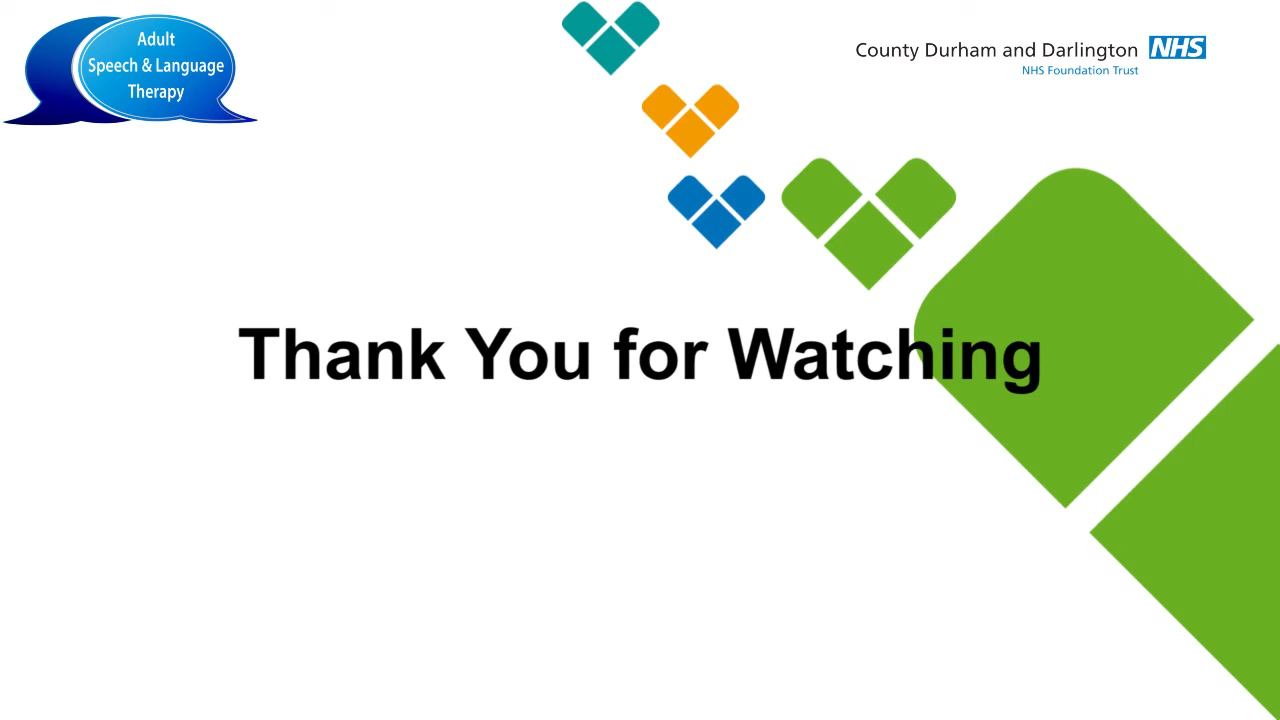 Adult
Speech & Language
Therapy
County Durham and Darlington NHS
NHS Foundation Trust
Thank You for Watching